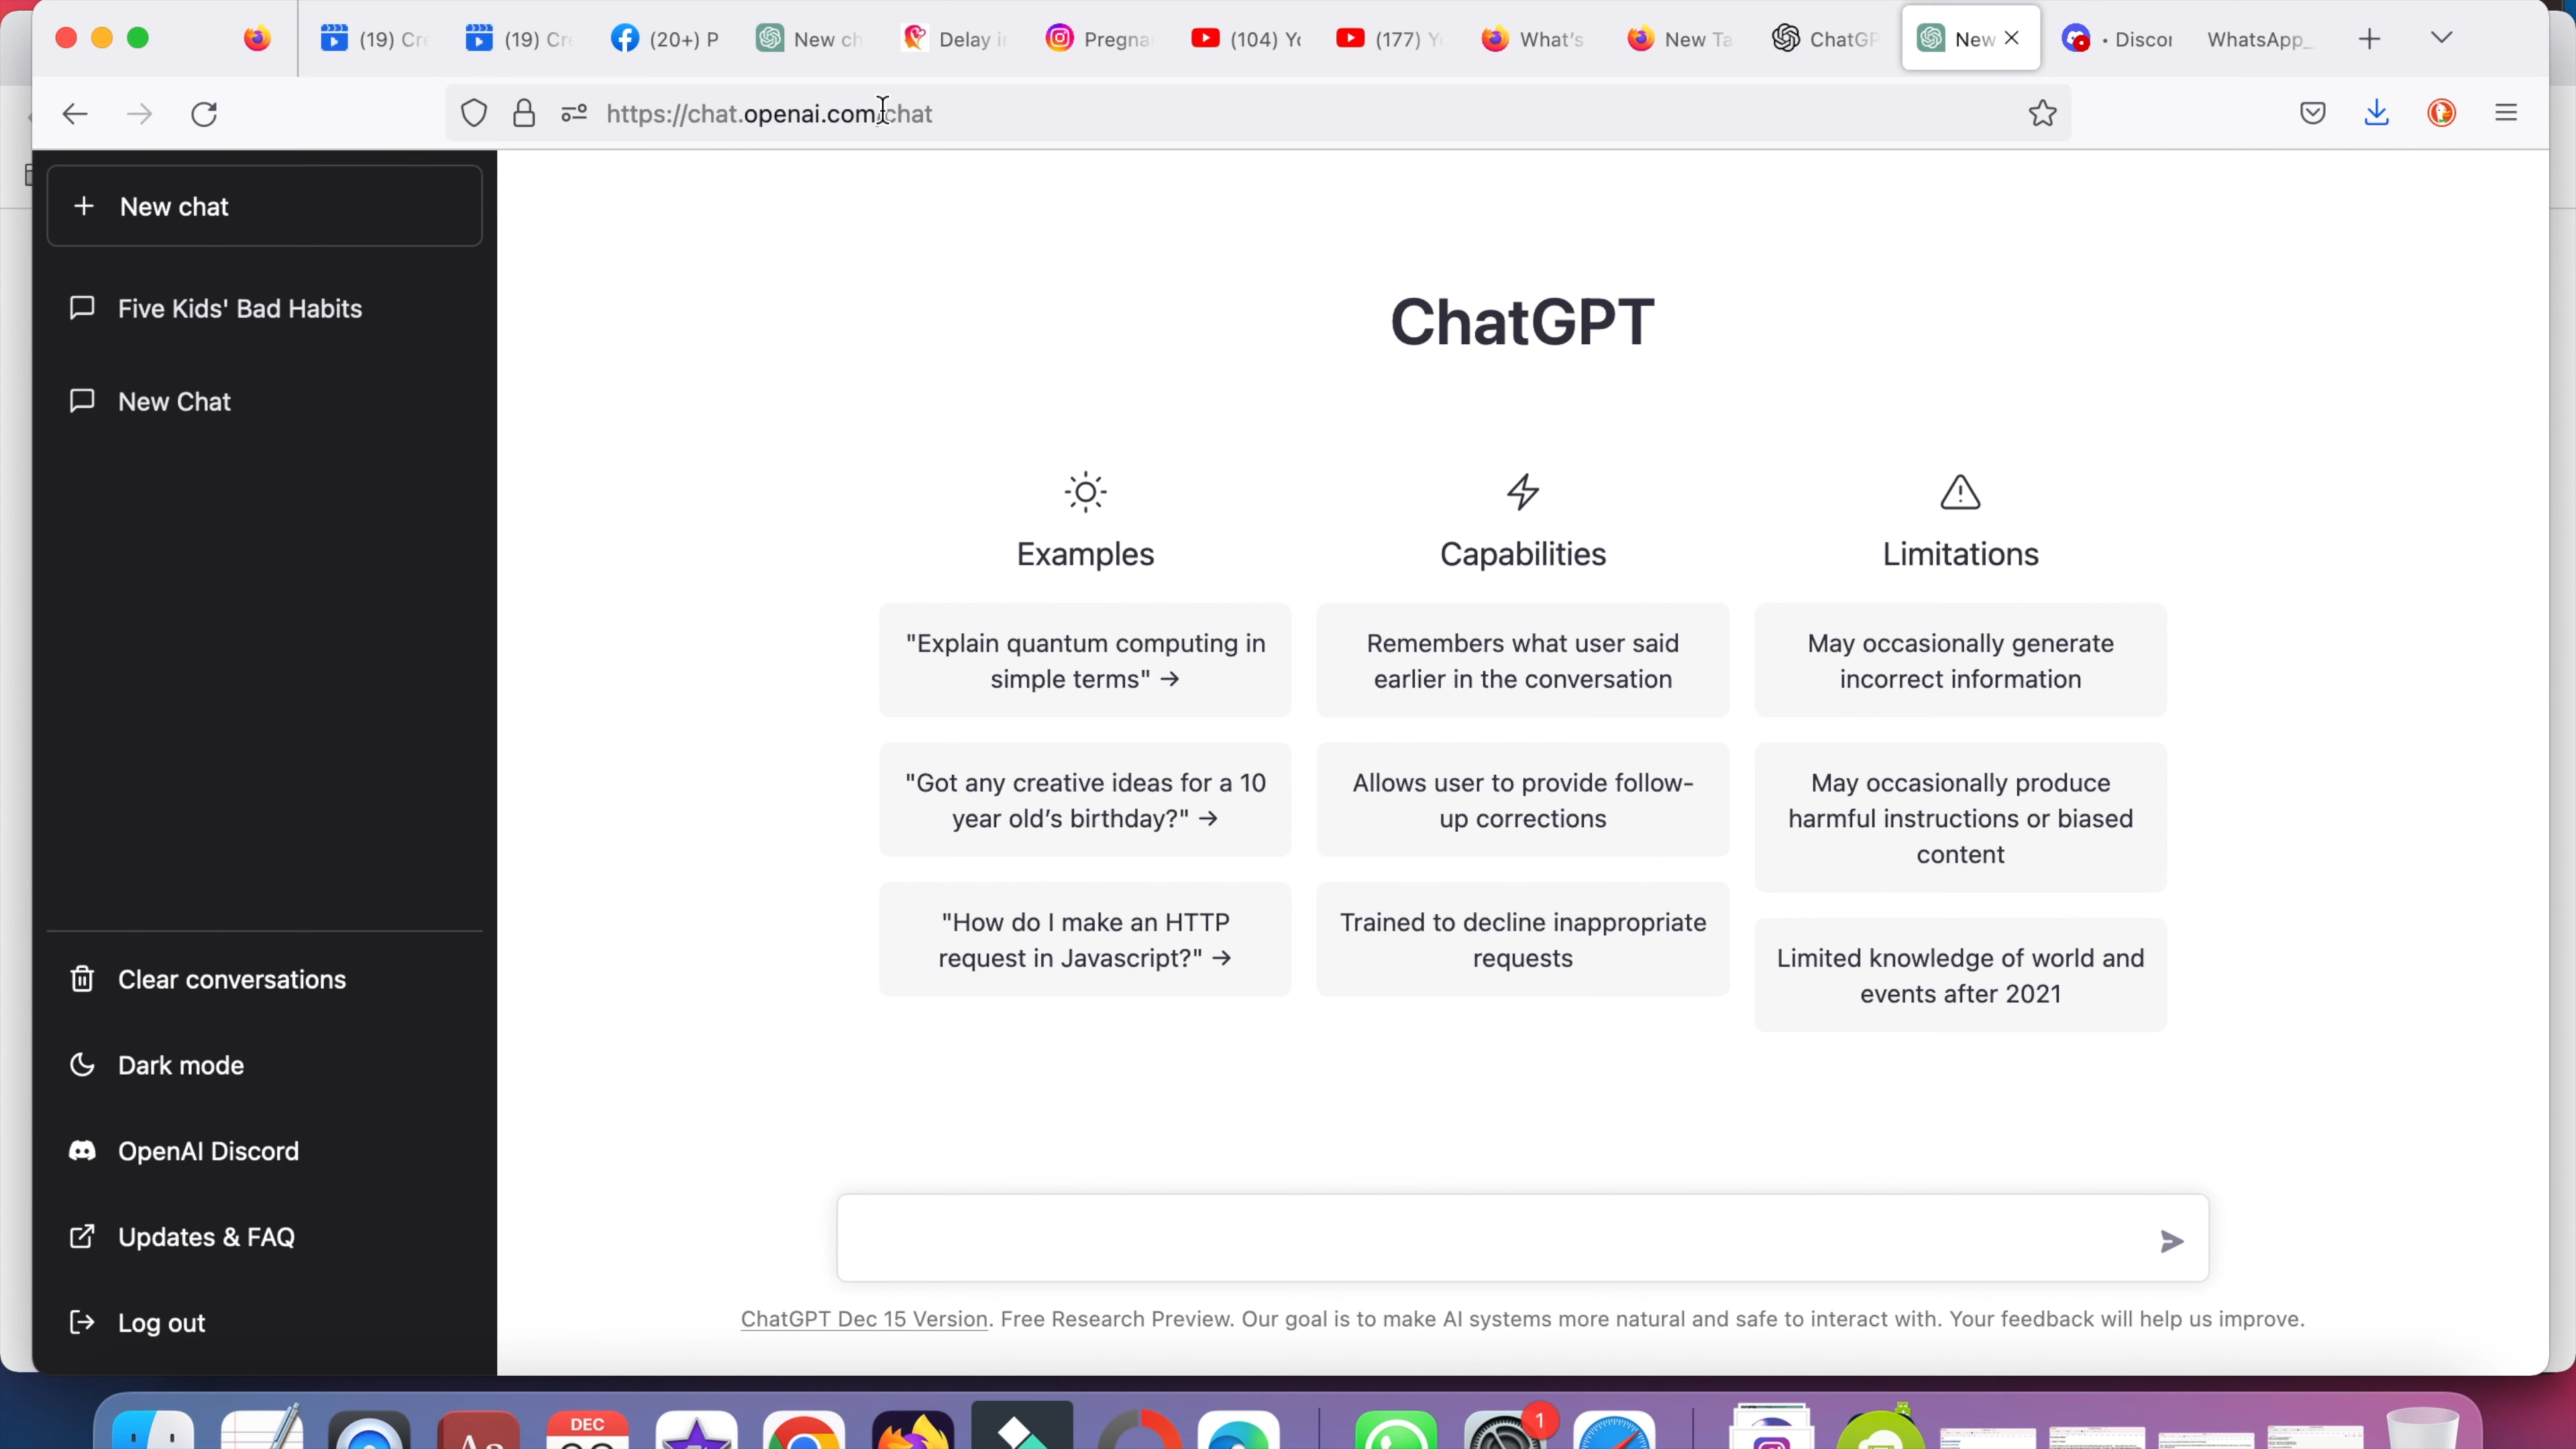 (19) Cre
(19) Cre
(20+) P
New ch
Delay in
Pregna
(104) Yo
(177) Y
What's
New Ta
ChatGP
New
• Discor
WhatsApp_
https://chat.openai.com/chat
New chat
Five Kids' Bad Habits
New Chat
Clear conversations
Dark mode
OpenAI Discord
Updates & FAQ
Log out
ChatGPT
Examples
"Explain quantum computing in
simple terms" →
"Got any creative ideas for a 10
year old's birthday?" →
"How do I make an HTTP
request in Javascript?" →
Capabilities
Remembers what user said
earlier in the conversation
Allows user to provide follow-
up corrections
Trained to decline inappropriate
requests
Limitations
May occasionally generate
incorrect information
May occasionally produce
harmful instructions or biased
content
Limited knowledge of world and
events after 2021
ChatGPT Dec 15 Version. Free Research Preview. Our goal is to make AI systems more natural and safe to interact with. Your feedback will help us improve.
DEC
1